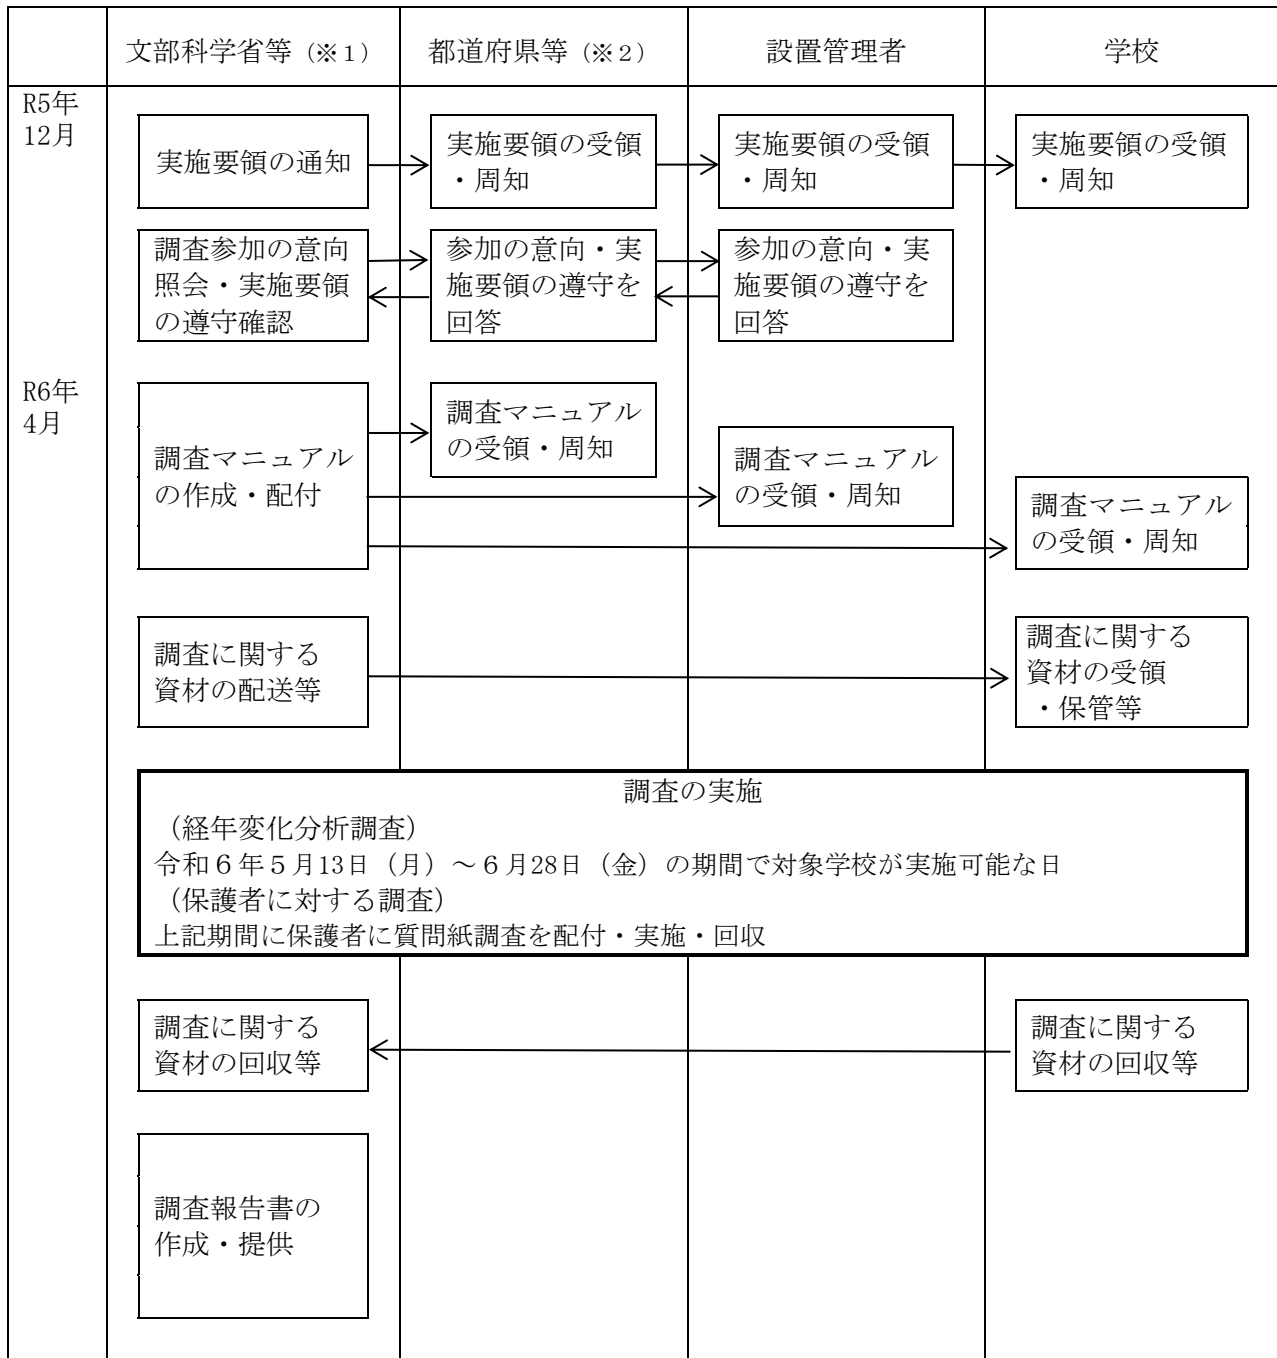 文部科学省等（※１）
都道府県等（※２）
設置管理者
学校
R5年
12月
実施要領の通知
実施要領の受領
・周知
実施要領の受領
・周知
実施要領の受領
・周知
調査参加の意向
照会・実施要領
の遵守確認
参加の意向・実
施要領の遵守を
回答
参加の意向・実
施要領の遵守を
回答
R6年
4月
調査マニュアル
の作成・配付
調査マニュアル
の受領・周知
調査マニュアル
の受領・周知
調査マニュアル
の受領・周知
調査に関する
資材の配送等
調査に関する
資材の受領
・保管等
調査の実施
（経年変化分析調査）
令和６年５月13日（月）～６月28日（金）の期間で対象学校が実施可能な日
（保護者に対する調査）
上記期間に保護者に質問紙調査を配付・実施・回収
調査に関する
資材の回収等
調査に関する
資材の回収等
調査報告書の
作成・提供